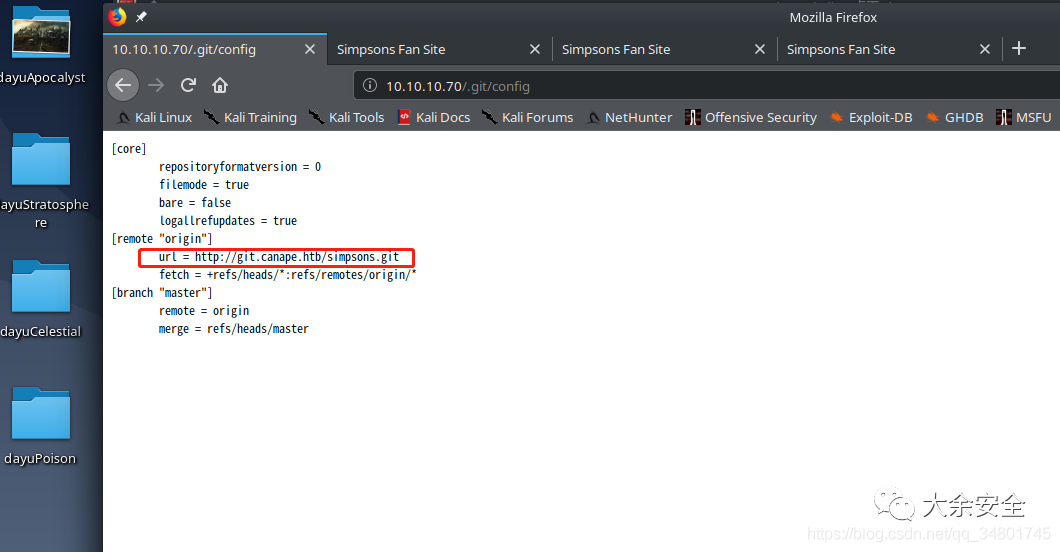 Mozilla Firefox
10.10.10.70/.git/config
Simpsons Fan Site
Simpsons Fan Site
Simpsons Fan Site
10.10.10.70/.git/config
Kali Linux
Kali Training
Kali Tools
Kali Docs
Kali Forums
NetHunter
Offensive Security
Exploit-DB
GHDB
MSFU
[core]
repositoryformatversion = 0
filemode = true
bare = false
logallrefupdates = true
[remote "origin"]
url = http://git.canape.htb/simpsons.git
fetch = +refs/heads/*:refs/remotes/origin/*
[branch "master"]
remote = origin
merge = refs/heads/master
dayuApocalyst
ayuStratosphe
re
dayuCelestial
dayuPoison
大余安全
https://blog.csdn.net/qq_34801745